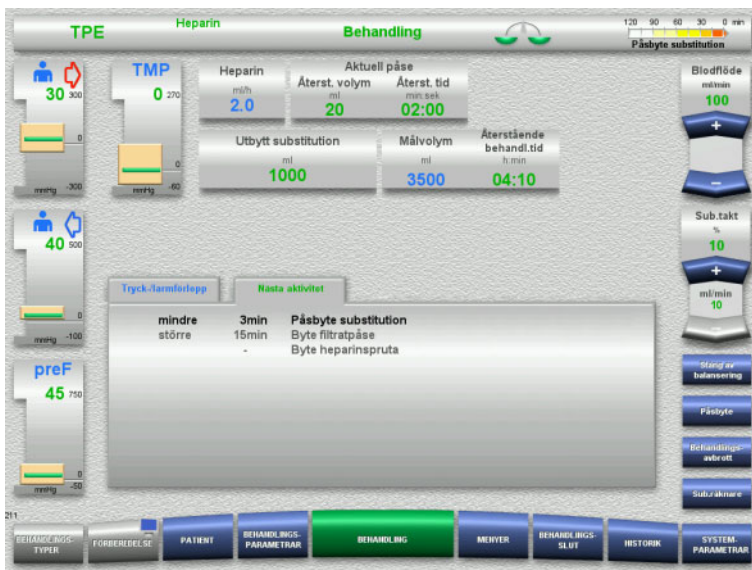 TPE
Heparin
Behandling
120 90 60 30 0 min
Påsbyte substitution
30
300
0
mmHg
-300
TMP
0
270
0
mmHg
-60
Heparin
ml/h
2.0
Aktuell påse
Återst. volym
Återst. tid
ml
min:sek
20
02:00
Utbytt substitution
ml
1000
Målvolym
Återstående
behandl.tid
ml
h:min
3500
04:10
Blodflöde
ml/min
100
+
–
40
500
0
mmHg
-100
Sub.takt
%
10
+
ml/min
10
–
Tryck-/larmförlopp
Nästa aktivitet
mindre 3min Påsbyte substitution
större 15min Byte filtratpåse
- Byte heparinspruta
preF
45
750
0
mmHg
-50
Stäng av
balansering
Påsbyte
Behandlings-
avbrott
Sub.räknare
211
BEHANDLINGS-
TYPER
FÖRBEREDELSE
PATIENT
BEHANDLINGS-
PARAMETRAR
BEHANDLING
MENYER
BEHANDLINGS-
SLUT
HISTORIK
SYSTEM-
PARAMETRAR